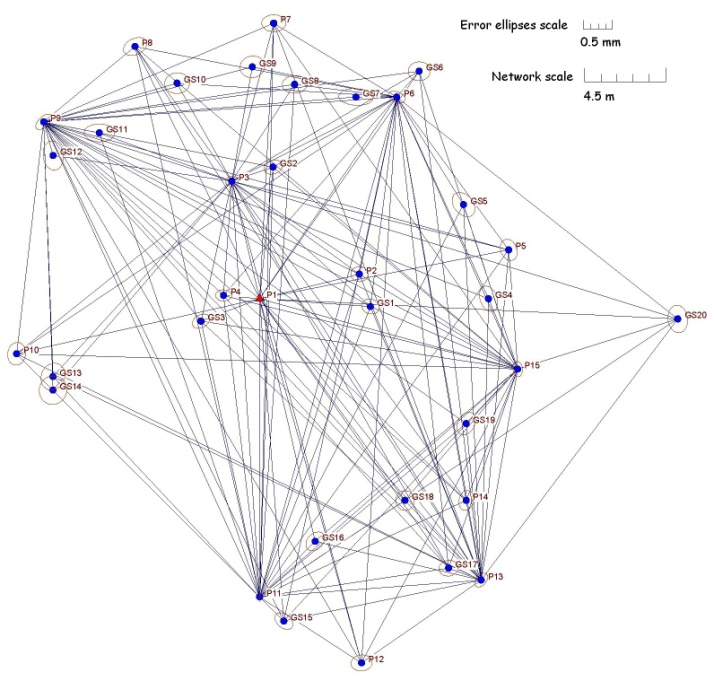 P7
Error ellipses scale
0.5 mm
P8
GS9
GS6
Network scale
GS10
GS8
GS7
P6
4.5 m
P9
GS11
GS12
GS2
P3
GS5
P5
P2
P4
P1
GS1
GS4
GS3
GS20
P10
P15
GS13
GS14
GS19
GS18
P14
GS16
GS17
P13
P11
GS15
P12